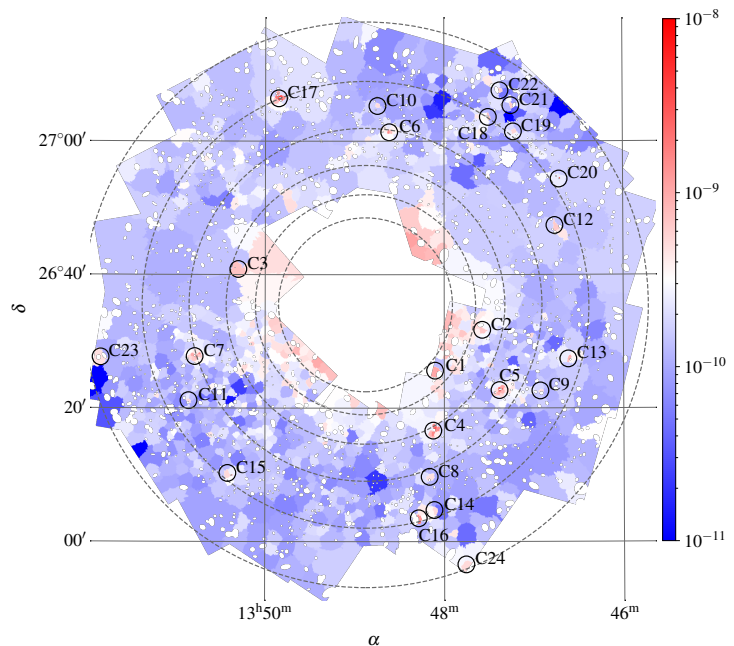 10⁻⁸
C22
C17
C21
C10
C6
C18
C19
27°00′
C20
10⁻⁹
C12
C3
26°40′
δ
C2
C23
C7
C13
C1
10⁻¹⁰
C5
C9
C11
20′
C4
C15
C8
C14
C16
00′
10⁻¹¹
C24
13ʰ50ᵐ
48ᵐ
46ᵐ
α